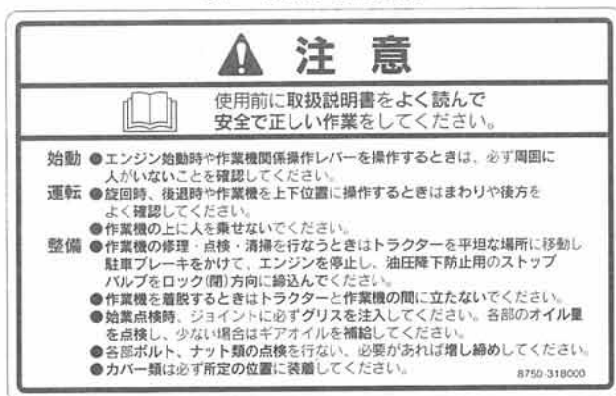 注意
使用前に取扱説明書をよく読んで
安全で正しい作業をしてください。
始動 ●エンジン始動時や作業機関係操作レバーを操作するときは、必ず周囲に
人がいないことを確認してください。
運転 ●旋回時、後退時や作業機を上下位置に操作するときはまわりや後方を
よく確認してください。
●作業機の上に人を乗せないでください。
整備 ●作業機の修理・点検・清掃を行なうときはトラクターを平坦な場所に移動し
駐車ブレーキをかけて、エンジンを停止し、油圧降下防止用のストップ
バルブをロック(閉)方向に締込んでください。
●作業機を着脱するときはトラクターと作業機の間に立たないでください。
●始業点検時、ジョイントに必ずグリスを注入してください。各部のオイル量
を点検し、少ない場合はギアオイルを補給してください。
●各部ボルト、ナット類の点検を行ない、必要があれば増し締めしてください。
●カバー類は必ず所定の位置に装着してください。
8750-318000